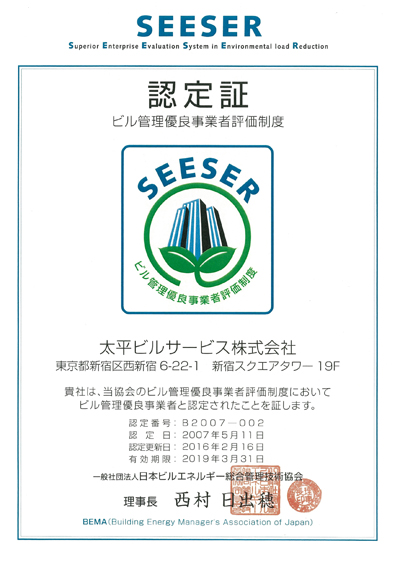 SEESER
Superior Enterprise Evaluation System in Environmental load Reduction
認定証
ビル管理優良事業者評価制度
SEESER
ビル管理優良事業者評価制度
太平ビルサービス株式会社
東京都新宿区西新宿 6-22-1 新宿スクエアタワー 19F
貴社は、当協会のビル管理優良事業者評価制度において
ビル管理優良事業者と認定されたことを証します。
認定番号：B2007－002
認 定 日：2007年5月11日
認定更新日：2016年2月16日
有効期限：2019年3月31日
一般社団法人日本ビルエネルギー総合管理技術協会
理事長 西村 日出穂
BEMA(Building Energy Manager's Association of Japan)